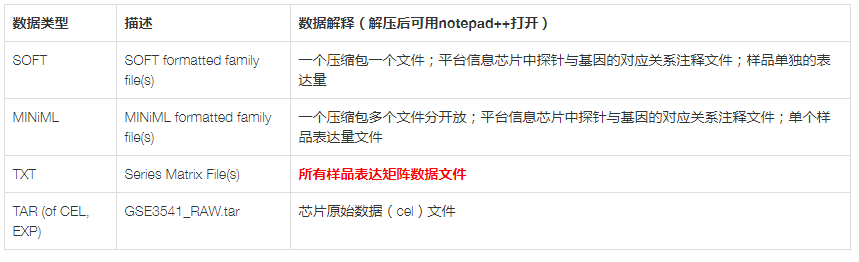 数据类型 描述 数据解释（解压后可用notepad++打开）
SOFT SOFT formatted family file(s) 一个压缩包一个文件；平台信息芯片中探针与基因的对应关系注释文件；样品单独的表达量
MINiML MINiML formatted family file(s) 一个压缩包多个文件分开放；平台信息芯片中探针与基因的对应关系注释文件；单个样品表达量文件
TXT Series Matrix File(s) 所有样品表达矩阵数据文件
TAR (of CEL, EXP) GSE3541_RAW.tar 芯片原始数据（cel）文件